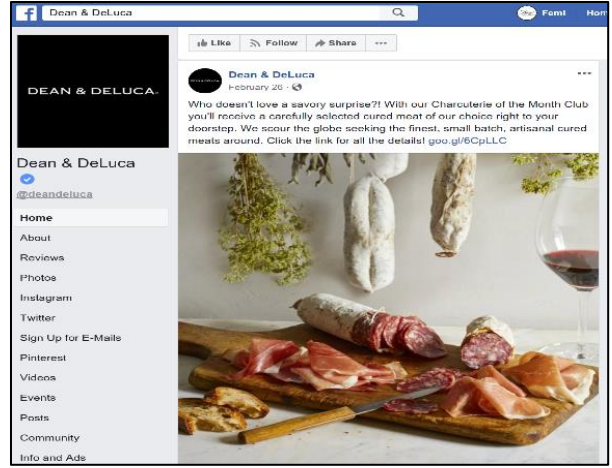 Dean & DeLuca
Femi
Hom
Like
Follow
Share
DEAN & DELUCA
Dean & DeLuca
February 26
Who doesn't love a savory surprise?! With our Charcuterie of the Month Club
you'll receive a carefully selected cured meat of our choice right to your
doorstep. We scour the globe seeking the finest, small batch, artisanal cured
meats around. Click the link for all the details! goo.gl/6CpLLC
Dean & DeLuca
@deandeluca
Home
About
Reviews
Photos
Instagram
Twitter
Sign Up for E-Mails
Pinterest
Videos
Events
Posts
Community
Info and Ads